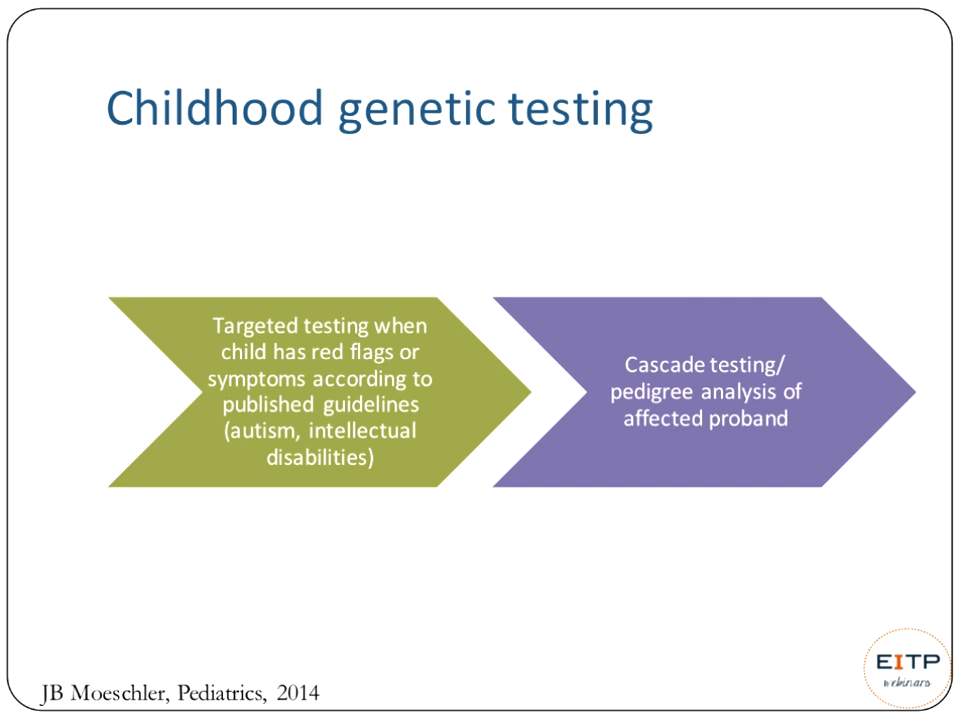 Childhood genetic testing
Targeted testing when
child has red flags or
symptoms according to
published guidelines
(autism, intellectual
disabilities)
Cascade testing/
pedigree analysis of
affected proband
JB Moeschler, Pediatrics, 2014
EITP
webinars